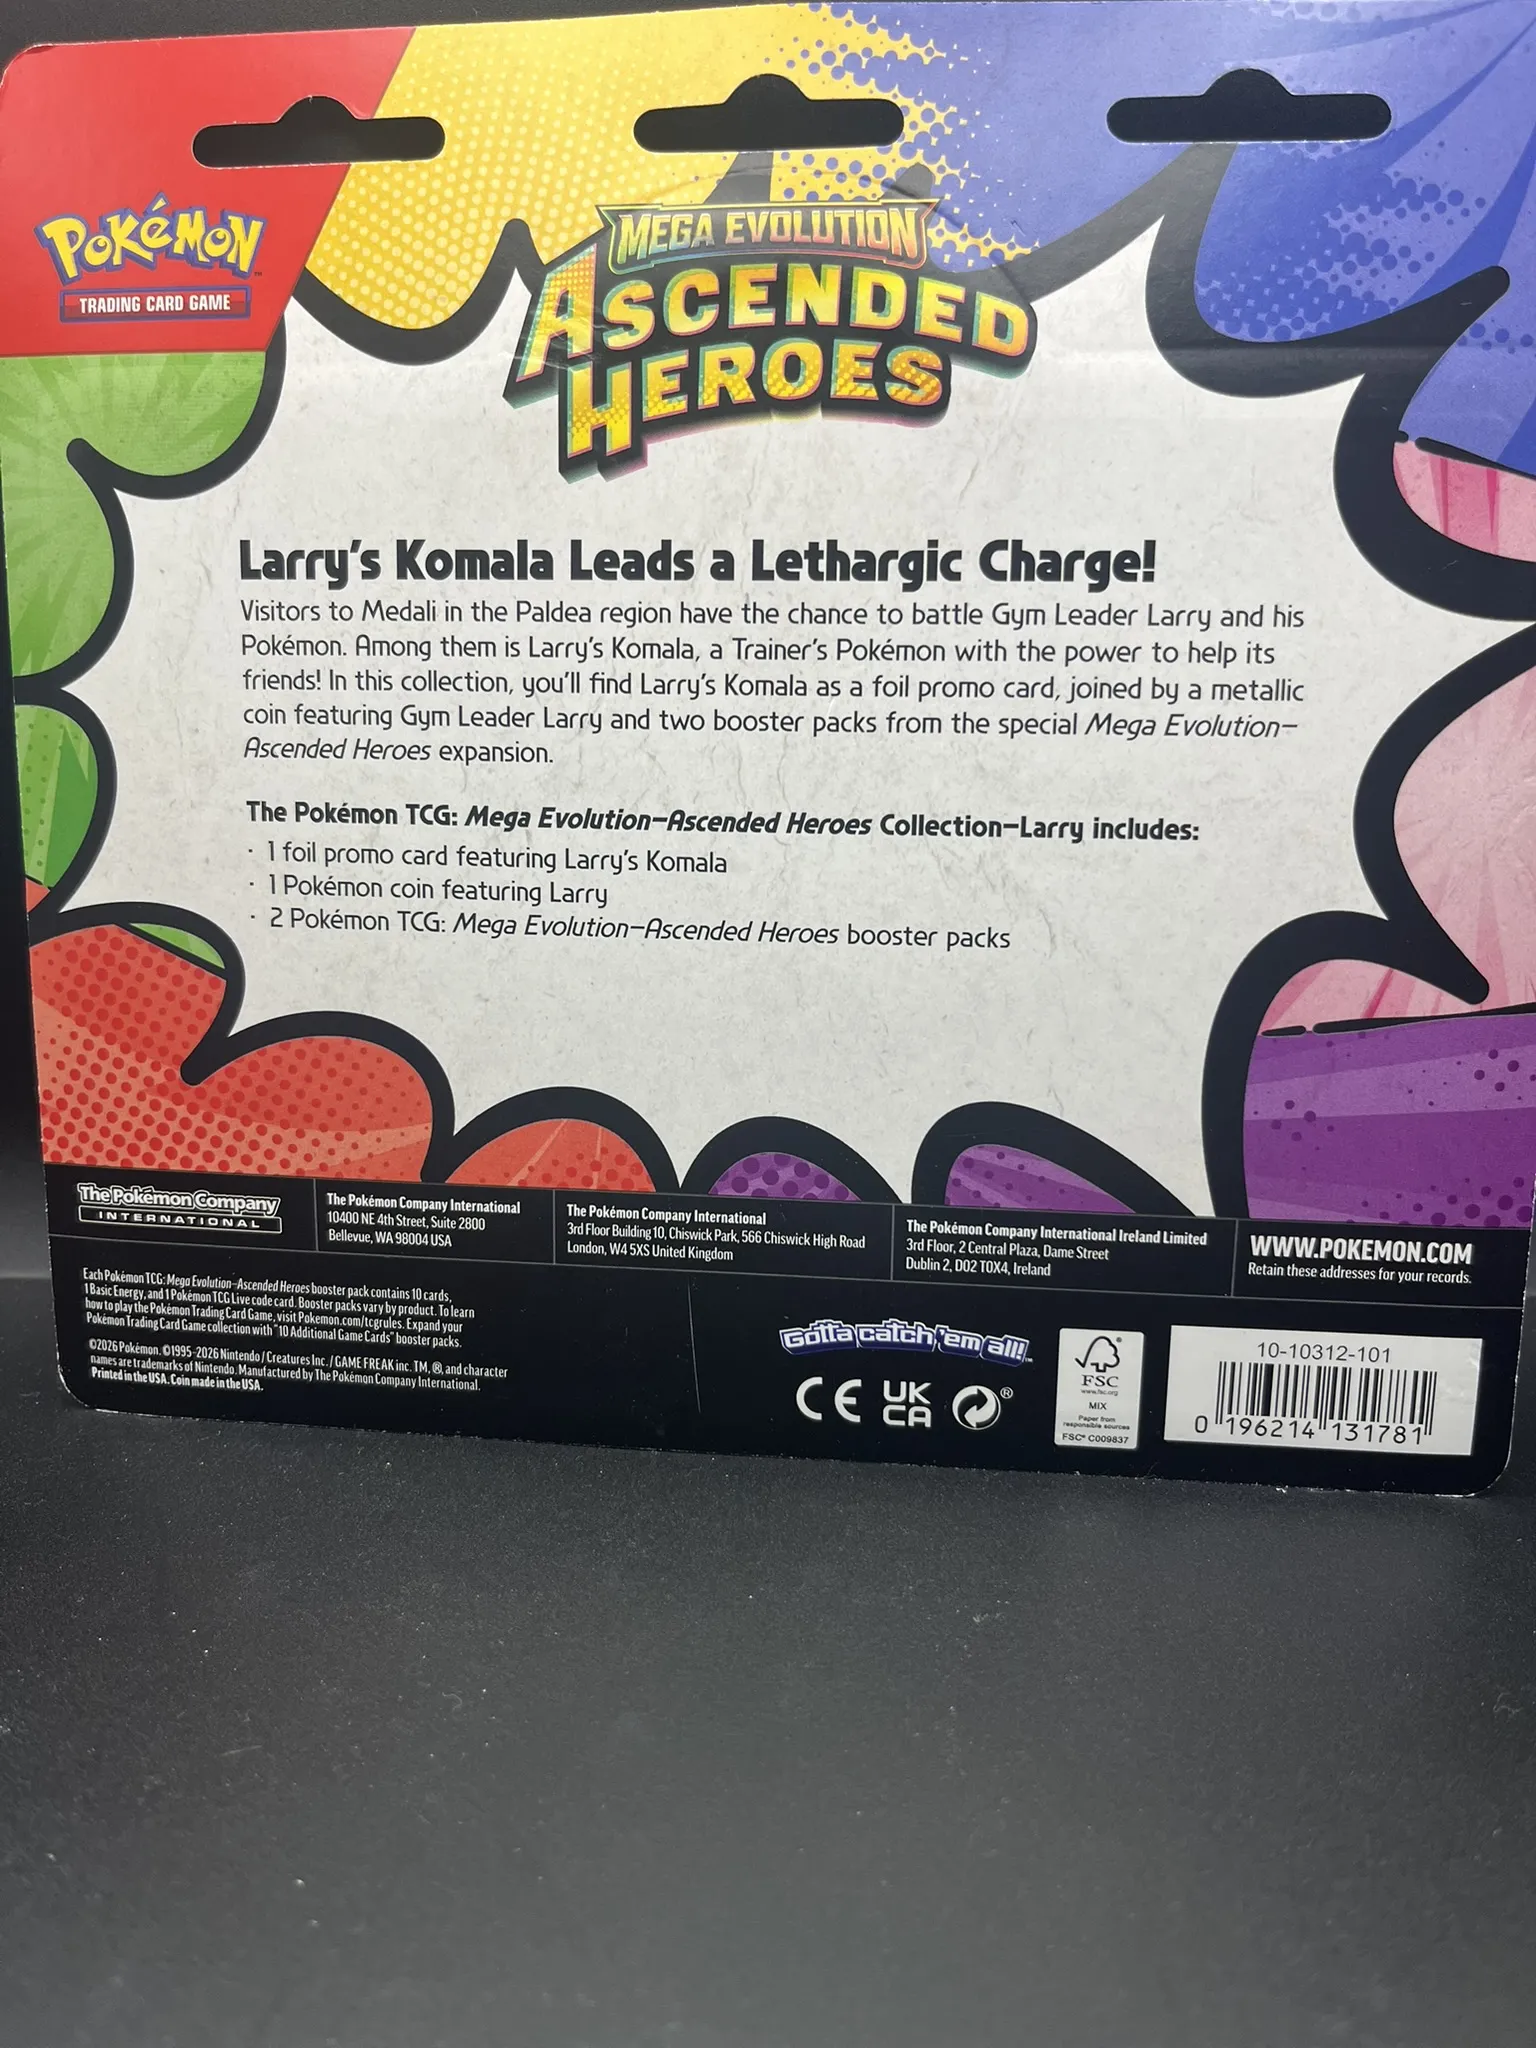 Pokémon™
TRADING CARD GAME
MEGA EVOLUTION
ASCENDED
HEROES
Larry's Komala Leads a Lethargic Charge!
Visitors to Medali in the Paldea region have the chance to battle Gym Leader Larry and his
Pokémon. Among them is Larry's Komala, a Trainer's Pokémon with the power to help its
friends! In this collection, you'll find Larry's Komala as a foil promo card, joined by a metallic
coin featuring Gym Leader Larry and two booster packs from the special Mega Evolution—
Ascended Heroes expansion.
The Pokémon TCG: Mega Evolution—Ascended Heroes Collection—Larry includes:
· 1 foil promo card featuring Larry's Komala
· 1 Pokémon coin featuring Larry
· 2 Pokémon TCG: Mega Evolution—Ascended Heroes booster packs
The Pokémon Company
INTERNATIONAL
The Pokémon Company International
10400 NE 4th Street, Suite 2800
Bellevue, WA 98004 USA
The Pokémon Company International
3rd Floor Building 10, Chiswick Park, 566 Chiswick High Road
London, W4 5XS United Kingdom
The Pokémon Company International Ireland Limited
3rd Floor, 2 Central Plaza, Dame Street
Dublin 2, D02 T0X4, Ireland
WWW.POKEMON.COM
Retain these addresses for your records.
Each Pokémon TCG: Mega Evolution—Ascended Heroes booster pack contains 10 cards,
1 Basic Energy, and 1 Pokémon TCG Live code card. Booster packs vary by product. To learn
how to play the Pokémon Trading Card Game, visit Pokemon.com/tcgrules. Expand your
Pokémon Trading Card Game collection with "10 Additional Game Cards" booster packs.
©2026 Pokémon. ©1995-2026 Nintendo / Creatures Inc. / GAME FREAK inc. TM, ®, and character
names are trademarks of Nintendo. Manufactured by The Pokémon Company International.
Printed in the USA. Coin made in the USA.
Gotta catch 'em all!™
CE UK
CA ®
FSC
www.fsc.org
MIX
Paper from
responsible sources
FSC® C009837
10-10312-101
0 196214 131781